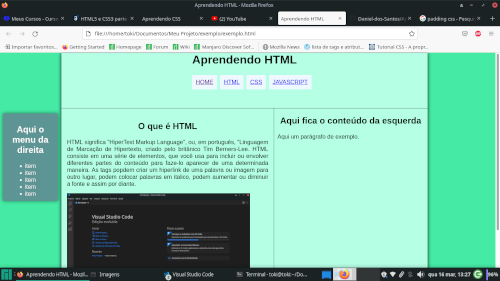 Aprendendo HTML - Mozilla Firefox
Meus Cursos - Curso
HTML5 e CSS3 parte
Aprendendo CSS
(2) YouTube
Aprendendo HTML
Daniel-dos-Santos
padding css - Pesqu
file:///home/toki/Documentos/Meu Projeto/exemplo/exemplo.html
Importar favoritos...
Getting Started
Homepage
Forum
Wiki
Manjaro Discover Sof...
Mozilla News
lista de tags e atribut...
Tutorial CSS - A propr...
Aprendendo HTML
HOME
HTML
CSS
JAVASCRIPT
Aqui o menu da direita
item
item
item
item
item
O que é HTML
HTML significa "HiperText Markup Language", ou, em português, "Linguagem
de Marcação de Hipertexto, criado pelo britânico Tim Berners-Lee. HTML
consiste em uma série de elementos, que você usa para incluir ou envolver
diferentes partes do conteúdo para faze-lo aparecer de uma determinada
maneira. As tags popdem criar um hiperlink de uma palavra ou imagem para
outro lugar, podem colocar palavras em itálico, podem aumentar ou diminuir
a fonte e assim por diante.
Visual Studio Code
Aqui fica o conteúdo da esquerda
Aqui um parágrafo de exemplo.
Aprendendo HTML - Mozil...
Imagens
Visual Studio Code
Terminal - toki@toki: ~/Do...
qua 16 mar, 13:27
96%